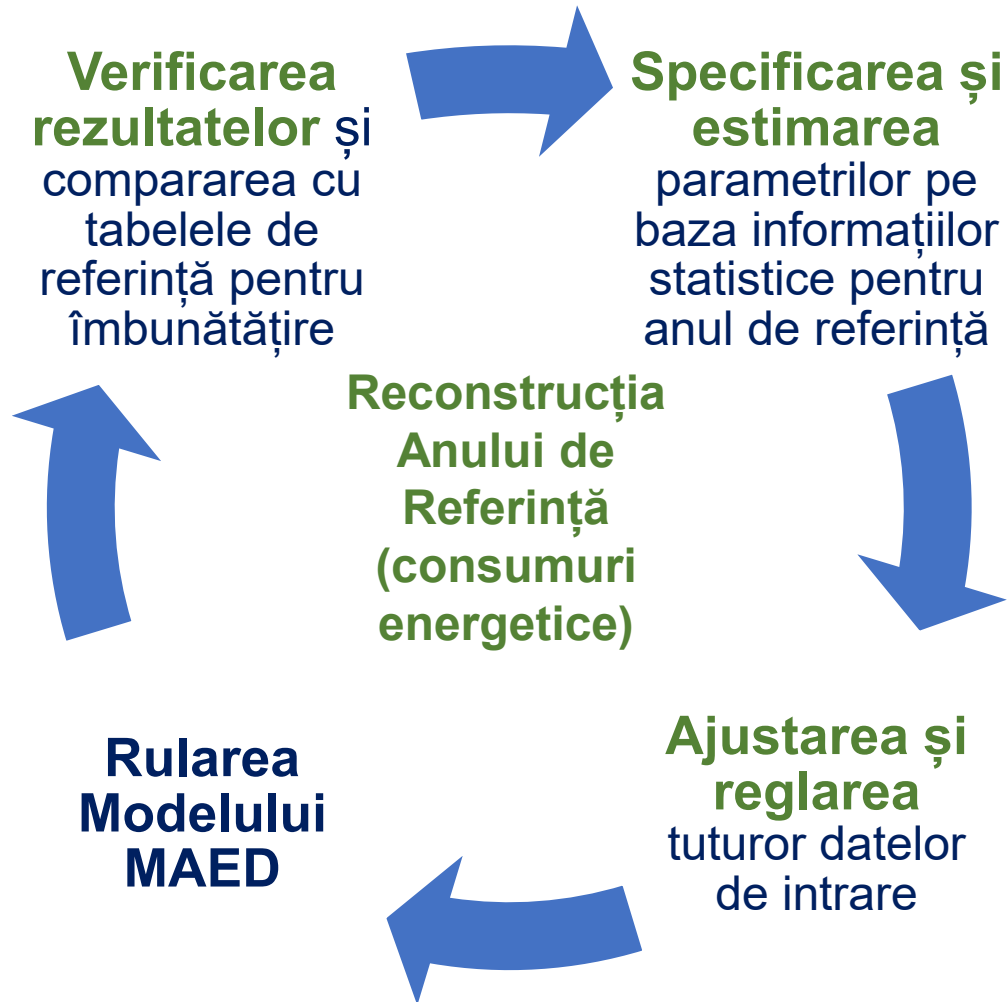 Verificarea
rezultatelor și
compararea cu
tabelele de
referință pentru
îmbunătățire
Specificarea și
estimarea
parametrilor pe
baza informațiilor
statistice pentru
anul de referință
Reconstrucția
Anului de
Referință
(consumuri
energetice)
Rularea
Modelului
MAED
Ajustarea și
reglarea
tuturor datelor
de intrare